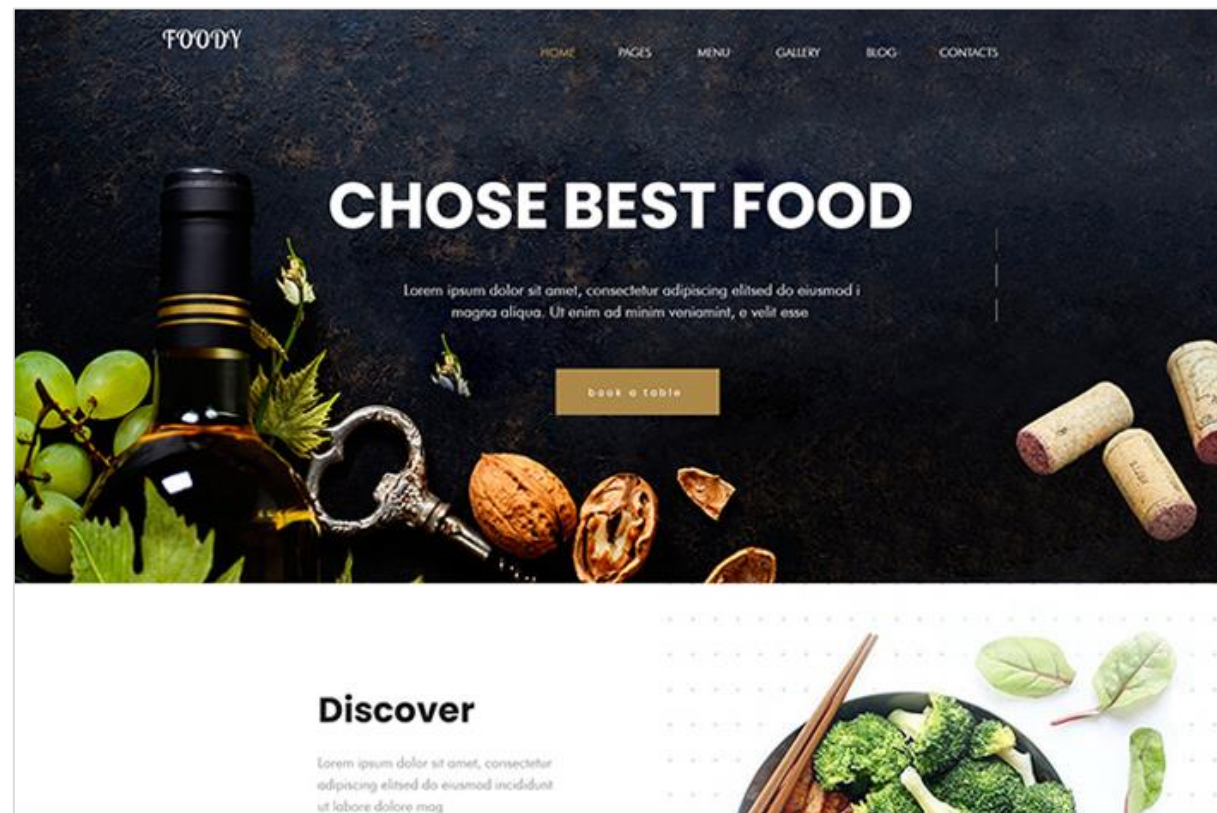 FOODY
HOME PAGES MENU GALLERY BLOG CONTACTS
CHOSE BEST FOOD
Lorem ipsum dolor sit amet, consectetur adipiscing elitsed do eiusmod i
magna aliqua. Ut enim ad minim veniamint, e velit esse
book a table
Discover
Lorem ipsum dolor sit amet, consectetur
adipiscing elitsed do eiusmod incididunt
ut labore dolore mag